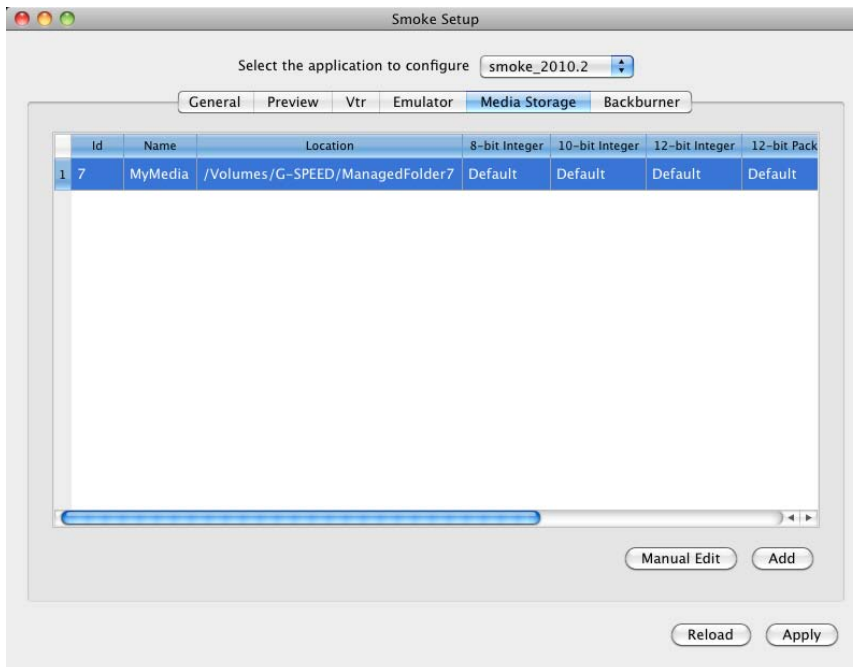 Smoke Setup
Select the application to configure smoke_2010.2
General Preview Vtr Emulator Media Storage Backburner
Id Name Location 8-bit Integer 10-bit Integer 12-bit Integer 12-bit Pack
1 7 MyMedia /Volumes/G-SPEED/ManagedFolder7 Default Default Default Default
Manual Edit Add
Reload Apply